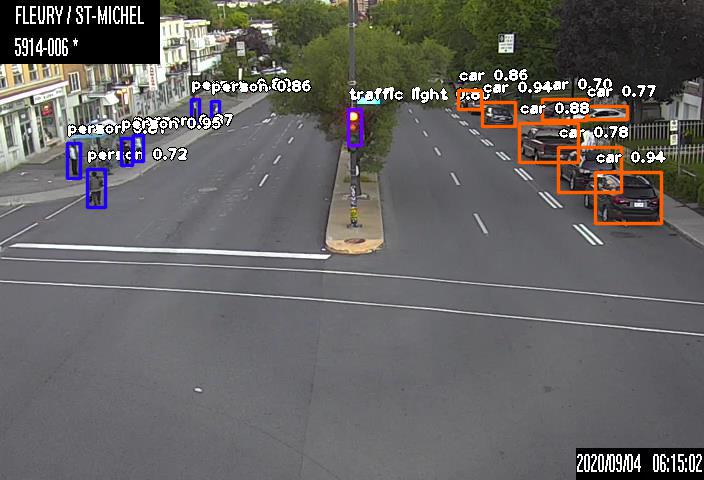 FLEURY / ST-MICHEL
5914-006 *
person 0.86
traffic light
car 0.86
car 0.94
car 0.70
car 0.77
car 0.88
car 0.78
person 0.72
car 0.94
2020/09/04 06:15:02